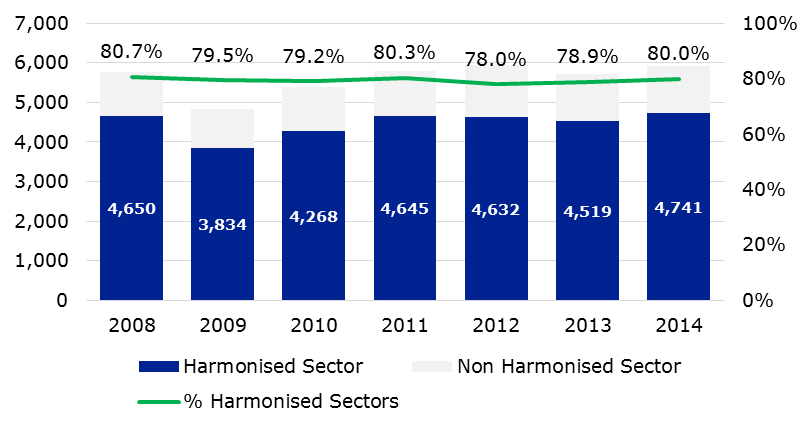 7,000
6,000
5,000
4,000
3,000
2,000
1,000
0
100%
80%
60%
40%
20%
0%
80.7% 79.5% 79.2% 80.3% 78.0% 78.9% 80.0%
4,650 3,834 4,268 4,645 4,632 4,519 4,741
2008 2009 2010 2011 2012 2013 2014
Harmonised Sector Non Harmonised Sector
% Harmonised Sectors